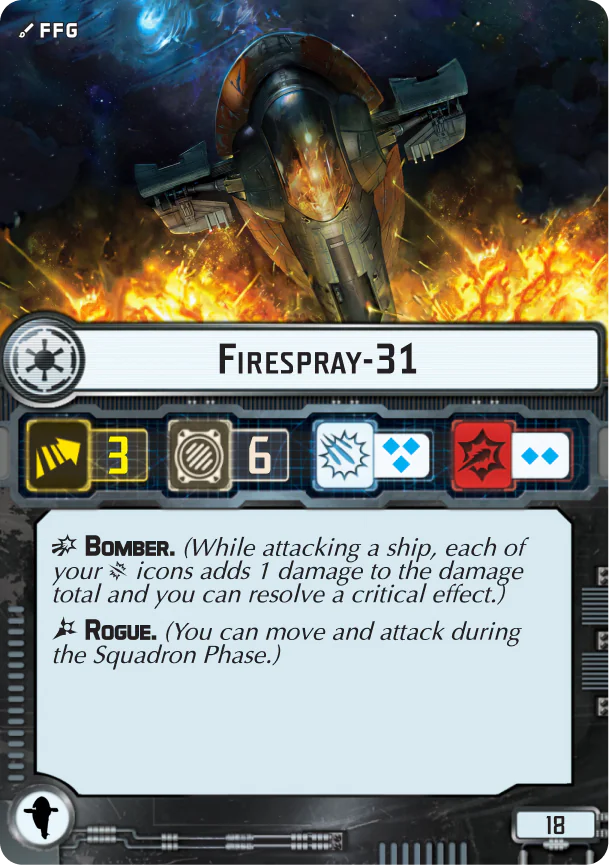 FFG
Firespray-31
3
6
Bomber. (While attacking a ship, each of
your icons adds 1 damage to the damage
total and you can resolve a critical effect.)
Rogue. (You can move and attack during
the Squadron Phase.)
18